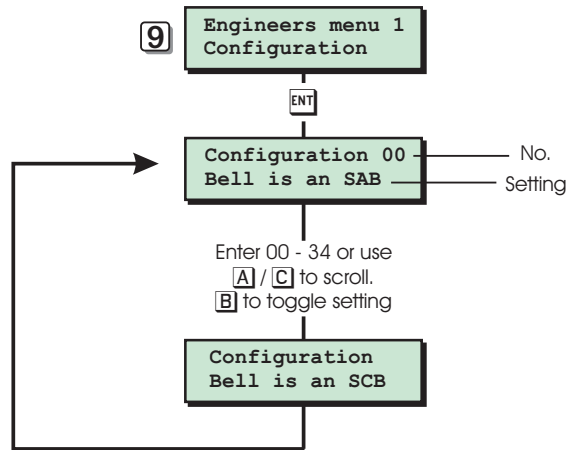 9
Engineers menu 1
Configuration
ENT
Configuration 00
No.
Bell is an SAB
Setting
Enter 00 - 34 or use
A / C to scroll.
B to toggle setting
Configuration
Bell is an SCB